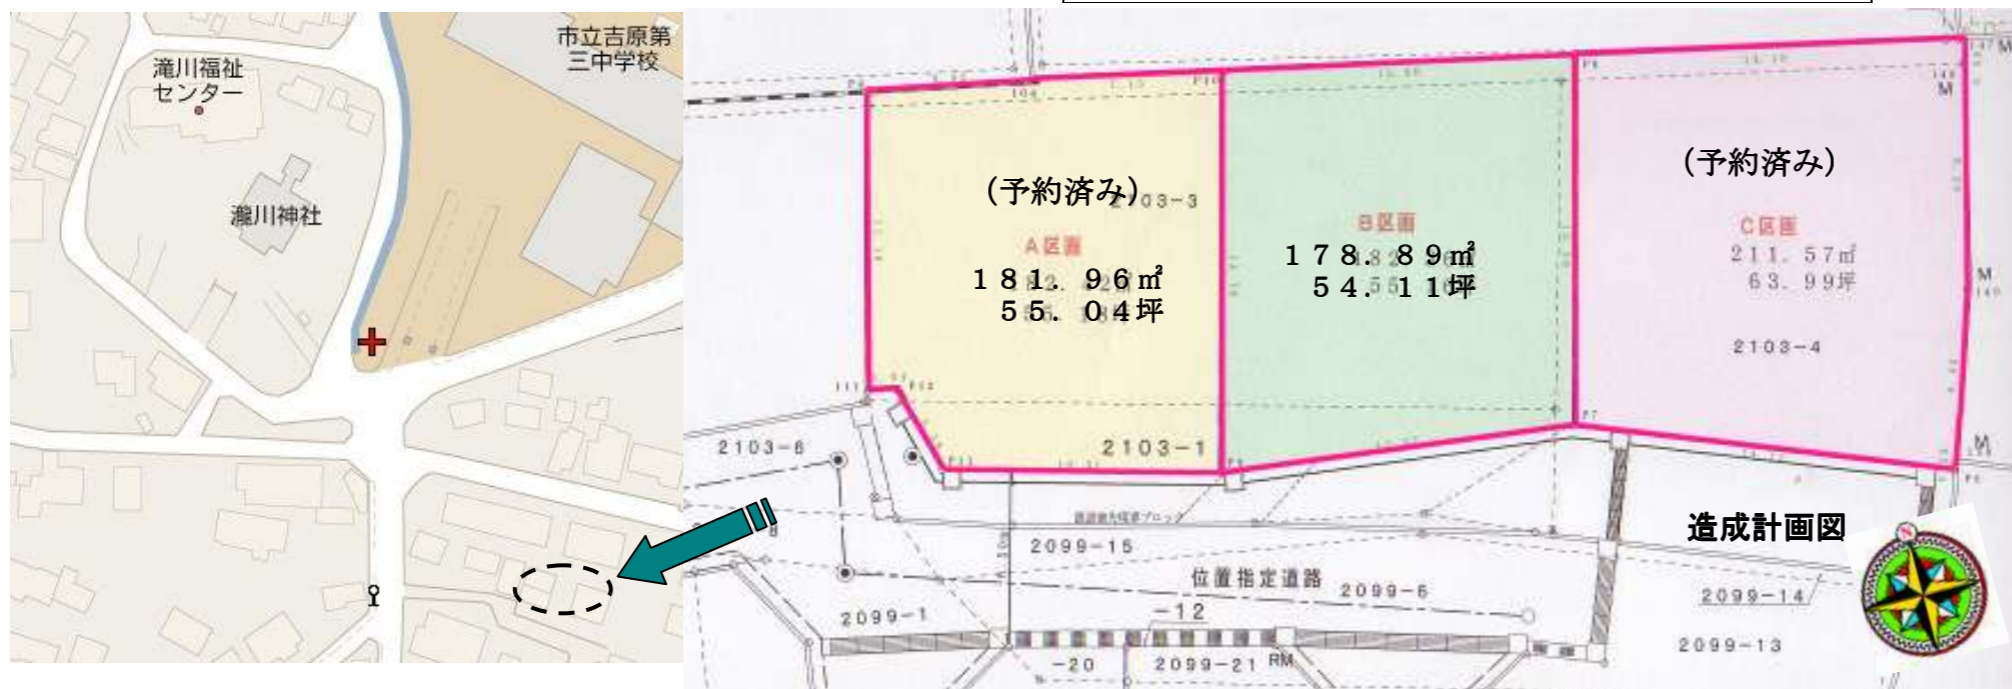 市立吉原第
三中学校
滝川福祉
センター
瀧川神社
(予約済み)
2103-3
A区画
181.96㎡
55.04坪
2103-1
B区画
178.89㎡
54.11坪
(予約済み)
C区画
211.57㎡
63.99坪
2103-4
2103-6
2099-15
位置指定道路
2099-6
2099-1
-12
-20
2099-21
RM
造成計画図
2099-14
2099-13